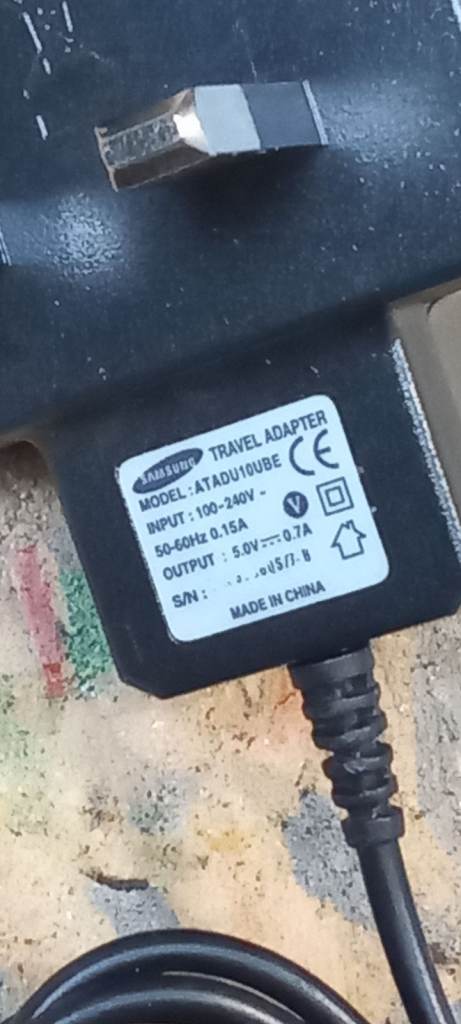 SAMSUNG TRAVEL ADAPTER
MODEL : ATADU10UBE CE
INPUT : 100-240V ~
50-60Hz 0.15A V
OUTPUT : 5.0V⎓0.7A
S/N :
MADE IN CHINA